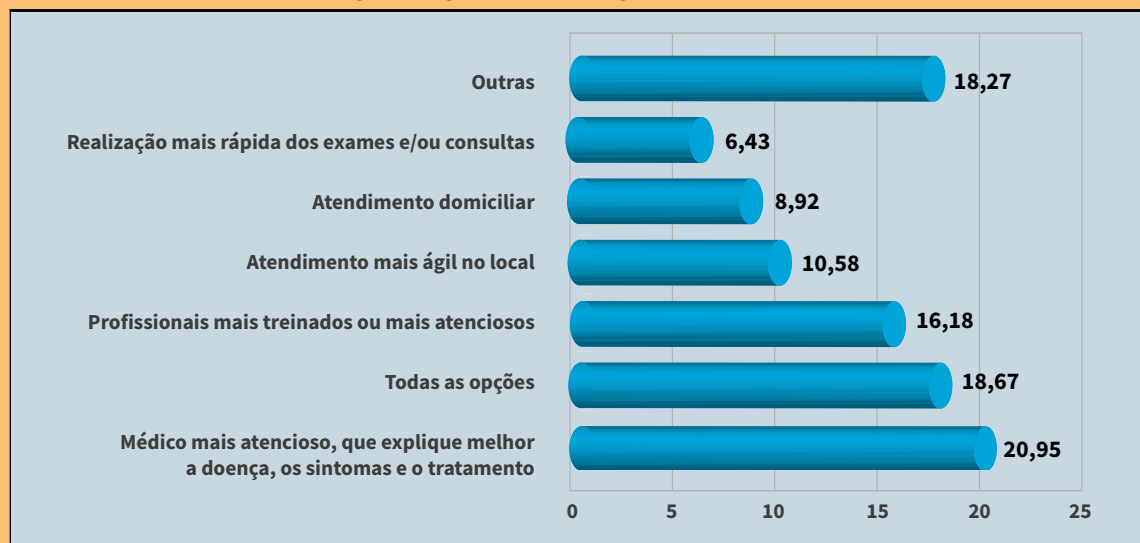 Outras
18,27
Realização mais rápida dos exames e/ou consultas
6,43
Atendimento domiciliar
8,92
Atendimento mais ágil no local
10,58
Profissionais mais treinados ou mais atenciosos
16,18
Todas as opções
18,67
Médico mais atencioso, que explique melhor
a doença, os sintomas e o tratamento
20,95
0 5 10 15 20 25